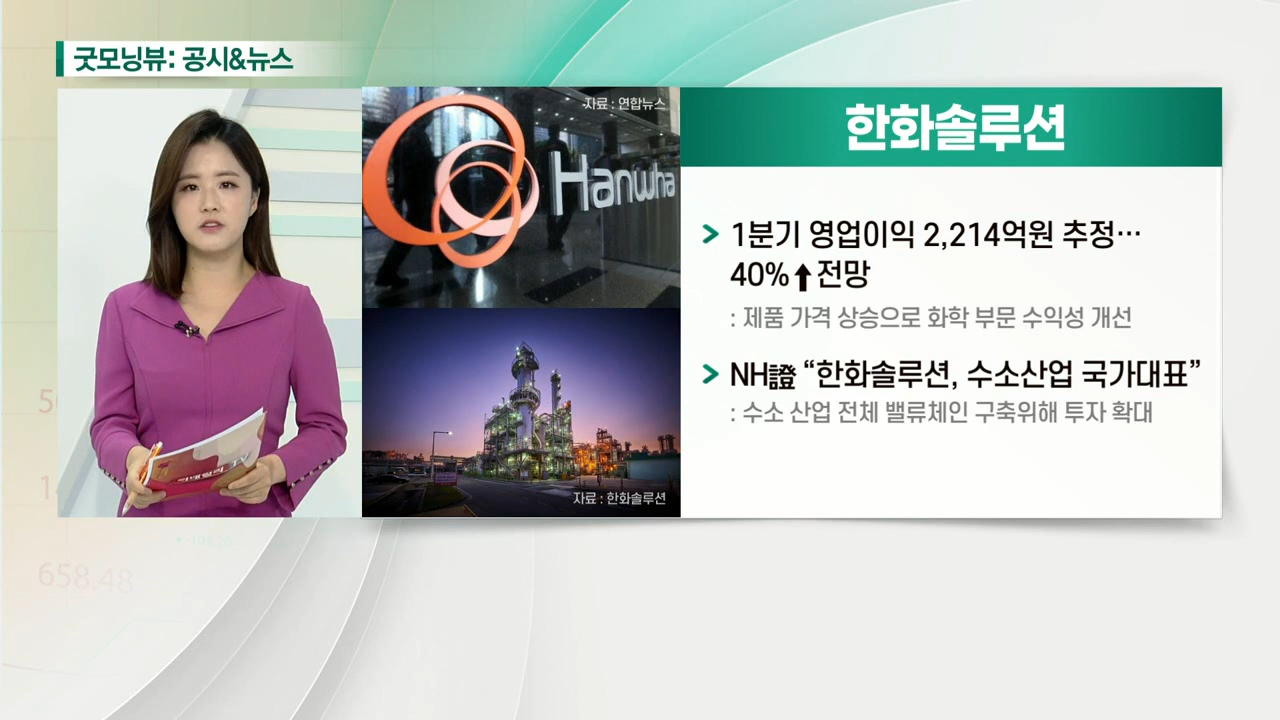 굿모닝뷰: 공시&뉴스
자료 : 연합뉴스
Hanwha
자료 : 한화솔루션
한화솔루션
1분기 영업이익 2,214억원 추정…
40%⬆전망
: 제품 가격 상승으로 화학 부문 수익성 개선
NH證 “한화솔루션, 수소산업 국가대표”
: 수소 산업 전체 밸류체인 구축위해 투자 확대
658.48